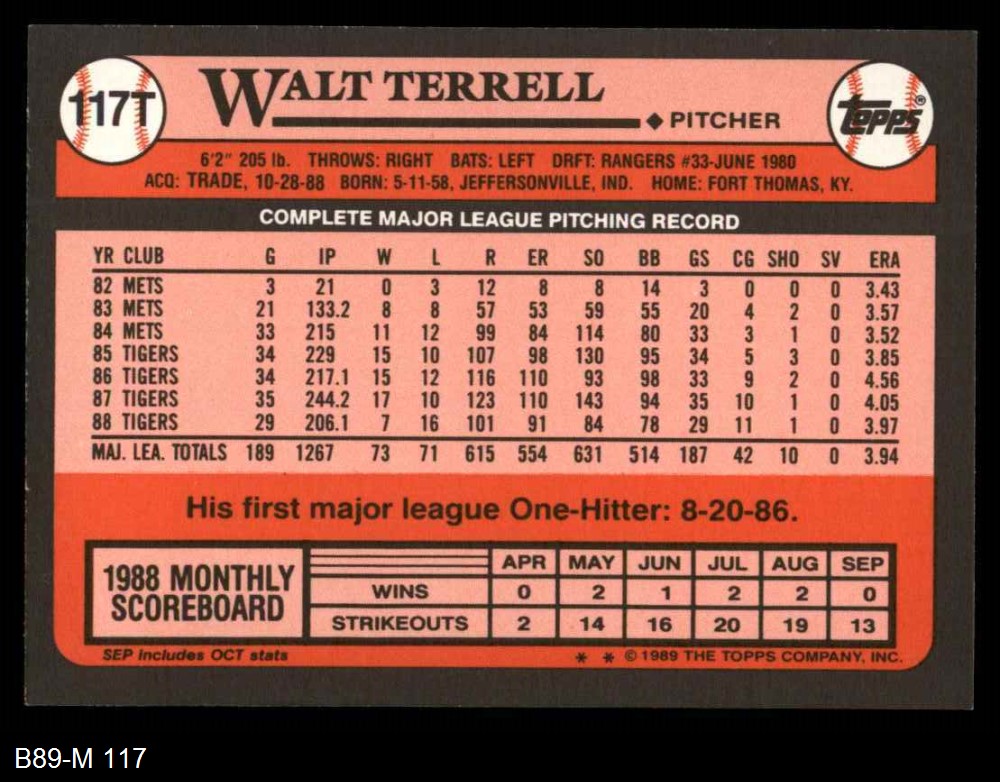 117T
WALT TERRELL
◆ PITCHER
TOPPS®
6'2" 205 lb. THROWS: RIGHT BATS: LEFT DRFT: RANGERS #33-JUNE 1980
ACQ: TRADE, 10-28-88 BORN: 5-11-58, JEFFERSONVILLE, IND. HOME: FORT THOMAS, KY.
COMPLETE MAJOR LEAGUE PITCHING RECORD
YR CLUB G IP W L R ER SO BB GS CG SHO SV ERA
82 METS 3 21 0 3 12 8 8 14 3 0 0 0 3.43
83 METS 21 133.2 8 8 57 53 59 55 20 4 2 0 3.57
84 METS 33 215 11 12 99 84 114 80 33 3 1 0 3.52
85 TIGERS 34 229 15 10 107 98 130 95 34 5 3 0 3.85
86 TIGERS 34 217.1 15 12 116 110 93 98 33 9 2 0 4.56
87 TIGERS 35 244.2 17 10 123 110 143 94 35 10 1 0 4.05
88 TIGERS 29 206.1 7 16 101 91 84 78 29 11 1 0 3.97
MAJ. LEA. TOTALS 189 1267 73 71 615 554 631 514 187 42 10 0 3.94
His first major league One-Hitter: 8-20-86.
1988 MONTHLY
SCOREBOARD
APR MAY JUN JUL AUG SEP
WINS 0 2 1 2 2 0
STRIKEOUTS 2 14 16 20 19 13
SEP includes OCT stats
* * © 1989 THE TOPPS COMPANY, INC.
B89-M 117